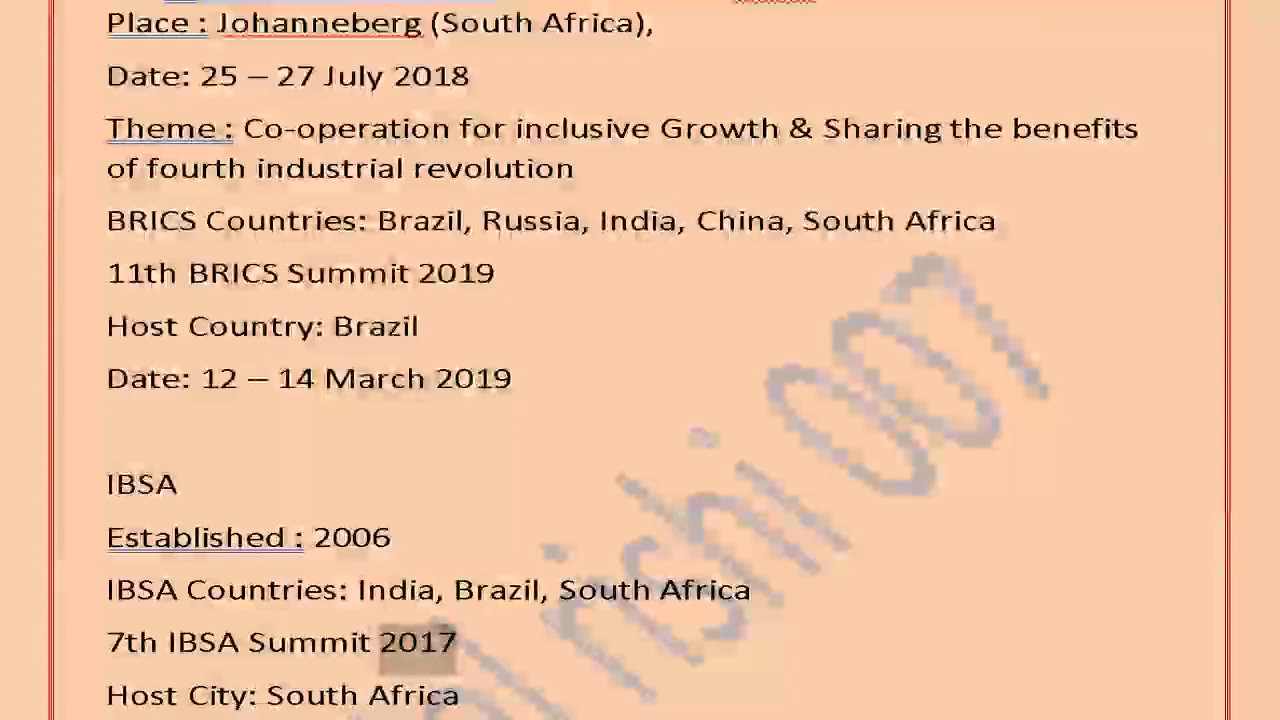 Place : Johanneberg (South Africa),
Date: 25 – 27 July 2018
Theme : Co-operation for inclusive Growth & Sharing the benefits
of fourth industrial revolution
BRICS Countries: Brazil, Russia, India, China, South Africa
11th BRICS Summit 2019
Host Country: Brazil
Date: 12 – 14 March 2019
IBSA
Established : 2006
IBSA Countries: India, Brazil, South Africa
7th IBSA Summit 2017
Host City: South Africa